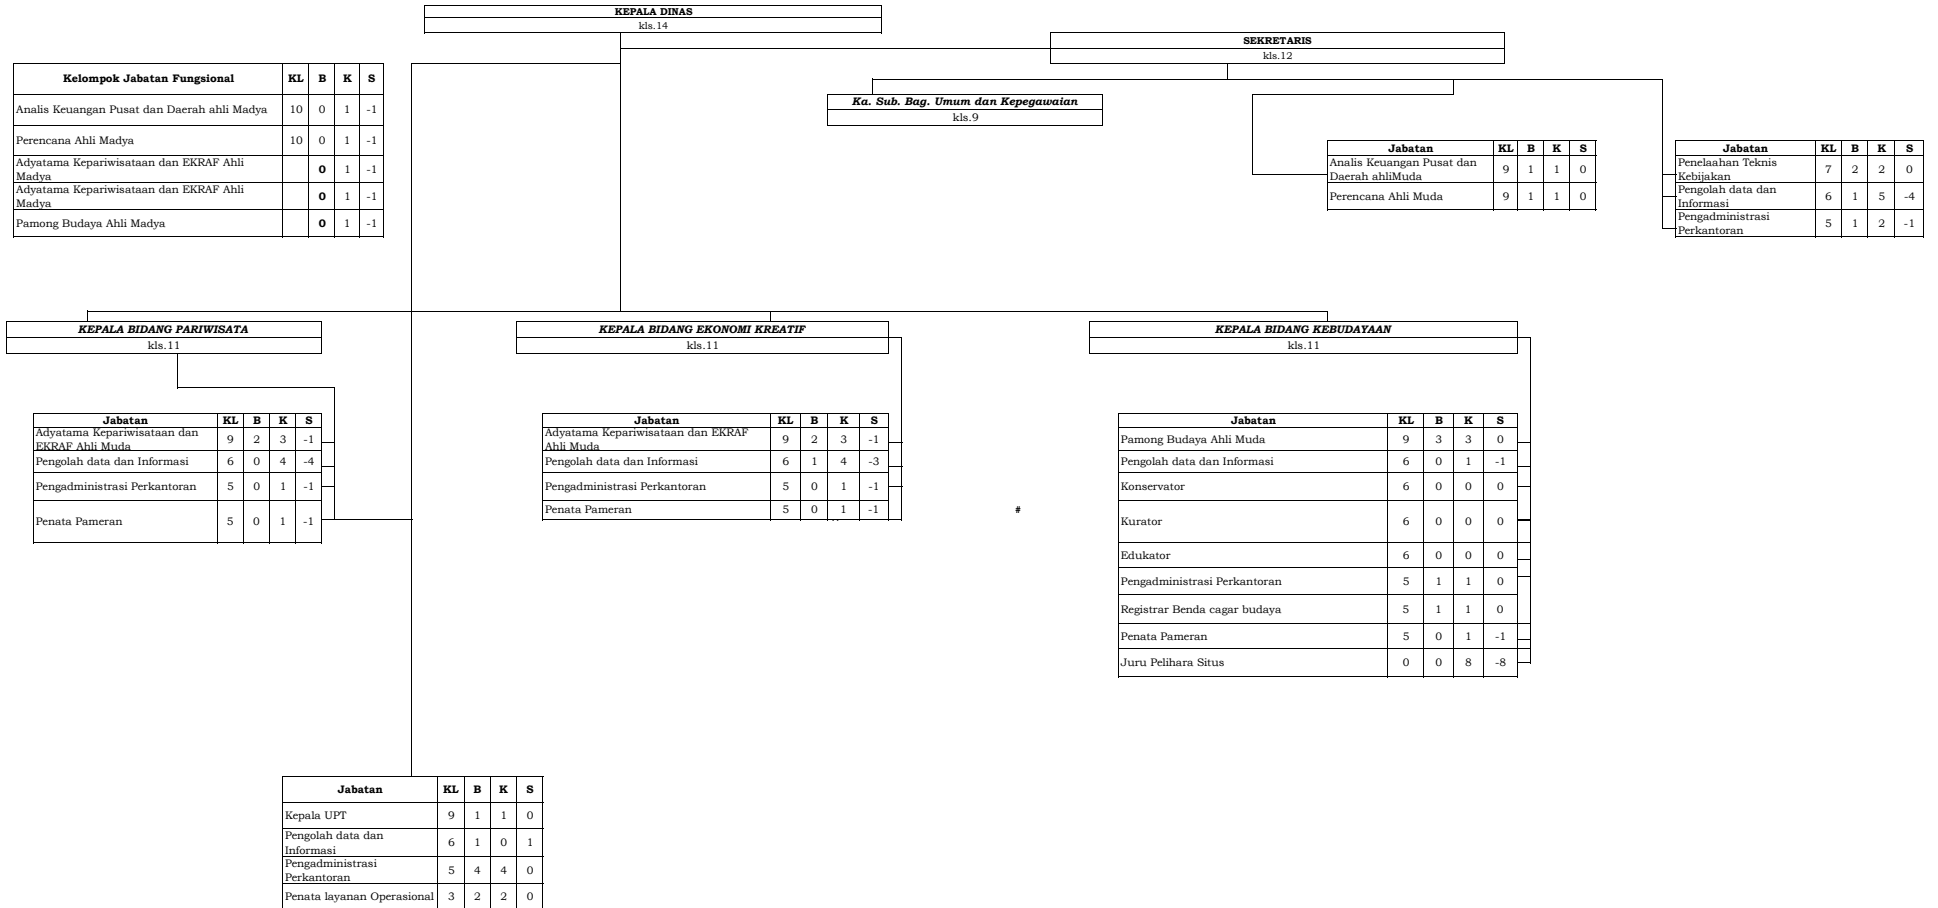 KEPALA DINAS
kls.14
SEKRETARIS
kls.12
Kelompok Jabatan Fungsional KL B K S
Analis Keuangan Pusat dan Daerah ahli Madya 10 0 1 -1
Perencana Ahli Madya 10 0 1 -1
Adyatama Kepariwisataan dan EKRAF Ahli
Madya 0 1 -1
Adyatama Kepariwisataan dan EKRAF Ahli
Madya 0 1 -1
Pamong Budaya Ahli Madya 0 1 -1
Ka. Sub. Bag. Umum dan Kepegawaian
kls.9
Jabatan KL B K S
Analis Keuangan Pusat dan
Daerah ahliMuda 9 1 1 0
Perencana Ahli Muda 9 1 1 0
Jabatan KL B K S
Penelaahan Teknis
Kebijakan 7 2 2 0
Pengolah data dan
Informasi 6 1 5 -4
Pengadministrasi
Perkantoran 5 1 2 -1
KEPALA BIDANG PARIWISATA
kls.11
KEPALA BIDANG EKONOMI KREATIF
kls.11
KEPALA BIDANG KEBUDAYAAN
kls.11
Jabatan KL B K S
Adyatama Kepariwisataan dan
EKRAF Ahli Muda 9 2 3 -1
Pengolah data dan Informasi 6 0 4 -4
Pengadministrasi Perkantoran 5 0 1 -1
Penata Pameran 5 0 1 -1
Jabatan KL B K S
Adyatama Kepariwisataan dan EKRAF
Ahli Muda 9 2 3 -1
Pengolah data dan Informasi 6 1 4 -3
Pengadministrasi Perkantoran 5 0 1 -1
Penata Pameran 5 0 1 -1
#
Jabatan KL B K S
Pamong Budaya Ahli Muda 9 3 3 0
Pengolah data dan Informasi 6 0 1 -1
Konservator 6 0 0 0
Kurator 6 0 0 0
Edukator 6 0 0 0
Pengadministrasi Perkantoran 5 1 1 0
Registrar Benda cagar budaya 5 1 1 0
Penata Pameran 5 0 1 -1
Juru Pelihara Situs 0 0 8 -8
Jabatan KL B K S
Kepala UPT 9 1 1 0
Pengolah data dan
Informasi 6 1 0 1
Pengadministrasi
Perkantoran 5 4 4 0
Penata layanan Operasional 3 2 2 0